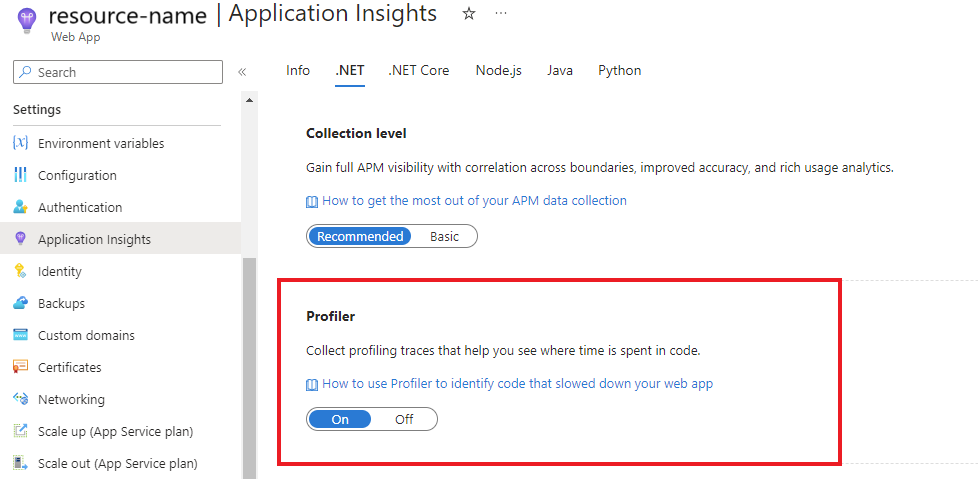 resource-name | Application Insights ☆ ...
Web App
Search «
Info .NET .NET Core Node.js Java Python
Settings
Environment variables
Configuration
Authentication
Application Insights
Identity
Backups
Custom domains
Certificates
Networking
Scale up (App Service plan)
Scale out (App Service plan)
Collection level
Gain full APM visibility with correlation across boundaries, improved accuracy, and rich usage analytics.
How to get the most out of your APM data collection
Recommended Basic
Profiler
Collect profiling traces that help you see where time is spent in code.
How to use Profiler to identify code that slowed down your web app
On Off